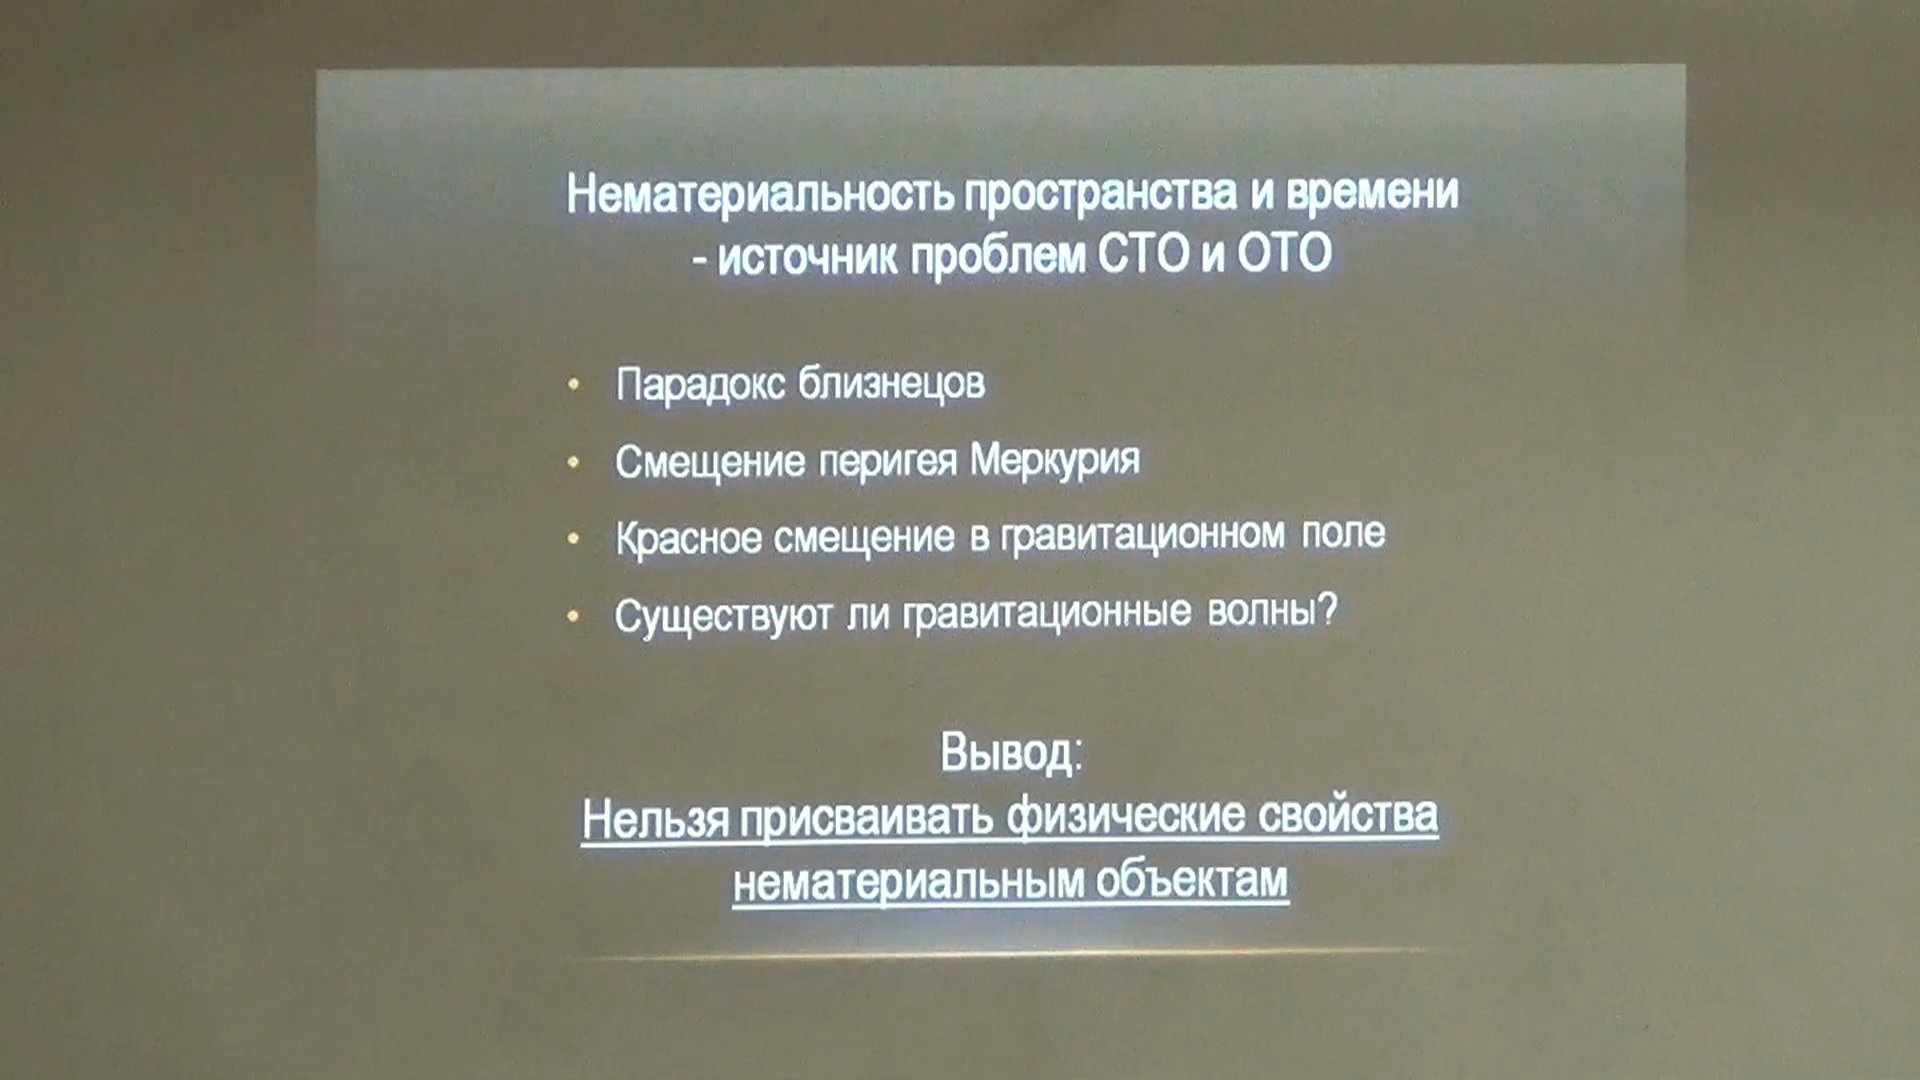 Нематериальность пространства и времени
- источник проблем СТО и ОТО
• Парадокс близнецов
• Смещение перигея Меркурия
• Красное смещение в гравитационном поле
• Существуют ли гравитационные волны?
Вывод:
Нельзя присваивать физические свойства
нематериальным объектам